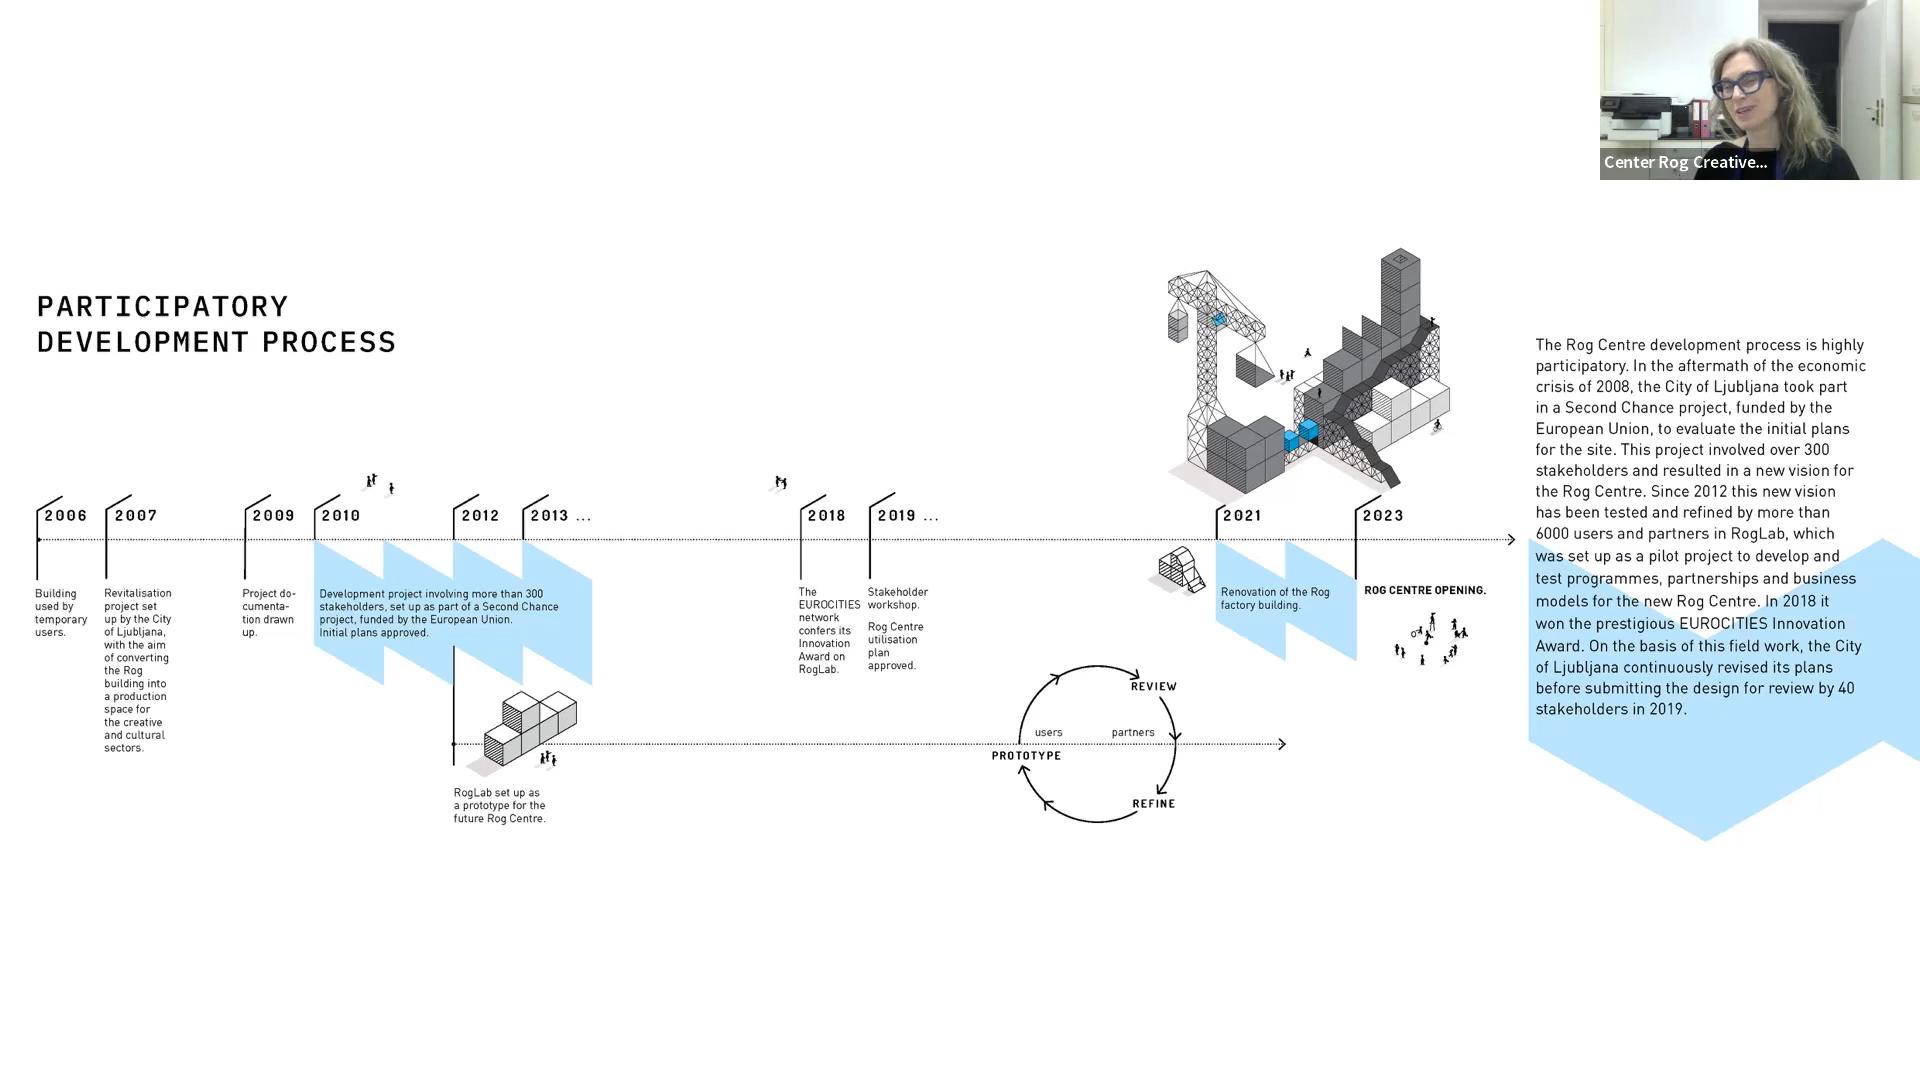 Center Rog Creative...
PARTICIPATORY
DEVELOPMENT PROCESS
2006
2007
2009
2010
2012
2013 ...
2018
2019 ...
2021
2023
Building
used by
temporary
users.
Revitalisation
project set
up by the City
of Ljubljana,
with the aim
of converting
the Rog
building into
a production
space for
the creative
and cultural
sectors.
Project do-
cumenta-
tion drawn
up.
Development project involving more than 300
stakeholders, set up as part of a Second Chance
project, funded by the European Union.
Initial plans approved.
RogLab set up as
a prototype for the
future Rog Centre.
The
EUROCITIES
network
confers its
Innovation
Award on
RogLab.
Stakeholder
workshop.
Rog Centre
utilisation
plan
approved.
REVIEW
users
partners
PROTOTYPE
REFINE
Renovation of the Rog
factory building.
ROG CENTRE OPENING.
The Rog Centre development process is highly
participatory. In the aftermath of the economic
crisis of 2008, the City of Ljubljana took part
in a Second Chance project, funded by the
European Union, to evaluate the initial plans
for the site. This project involved over 300
stakeholders and resulted in a new vision for
the Rog Centre. Since 2012 this new vision
has been tested and refined by more than
6000 users and partners in RogLab, which
was set up as a pilot project to develop and
test programmes, partnerships and business
models for the new Rog Centre. In 2018 it
won the prestigious EUROCITIES Innovation
Award. On the basis of this field work, the City
of Ljubljana continuously revised its plans
before submitting the design for review by 40
stakeholders in 2019.